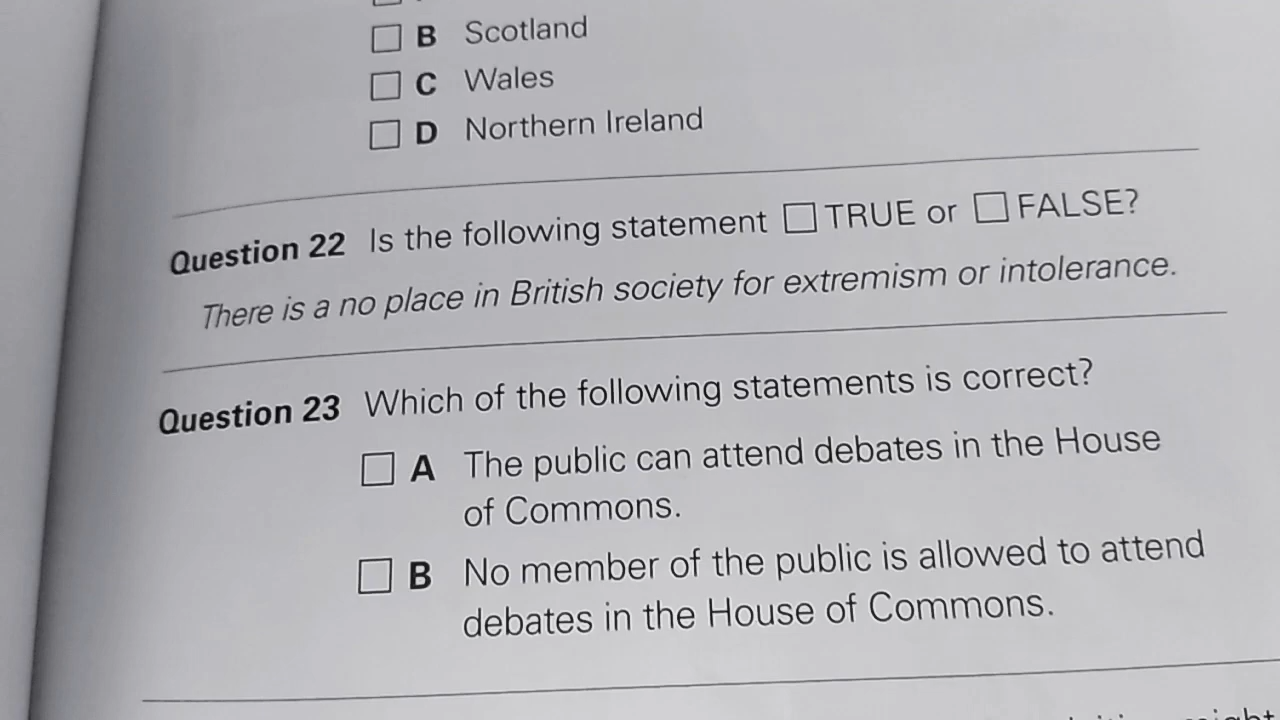 B Scotland
C Wales
D Northern Ireland
Question 22 Is the following statement TRUE or FALSE?
There is a no place in British society for extremism or intolerance.
Question 23 Which of the following statements is correct?
A The public can attend debates in the House
of Commons.
B No member of the public is allowed to attend
debates in the House of Commons.